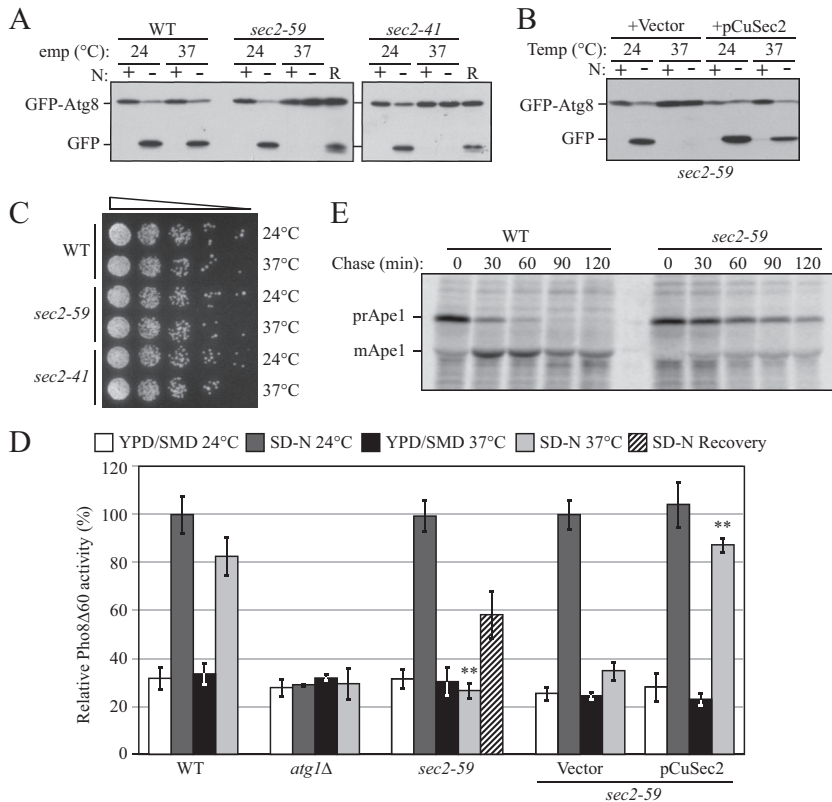 A
WT sec2-59 sec2-41
emp (°C): 24 37 24 37 24 37
N: + - + - + - + - R + - + - R
GFP-Atg8
GFP
B
+Vector +pCuSec2
Temp (°C): 24 37 24 37
N: + - + - + - + -
GFP-Atg8
GFP
sec2-59
C
WT 24°C
37°C
sec2-59 24°C
37°C
sec2-41 24°C
37°C
E
WT sec2-59
Chase (min): 0 30 60 90 120 0 30 60 90 120
prApe1
mApe1
D
YPD/SMD 24°C SD-N 24°C YPD/SMD 37°C SD-N 37°C SD-N Recovery
Relative Pho8Δ60 activity (%)
120
100
80
60
40
20
0
**
**
WT atg1Δ sec2-59 Vector pCuSec2
sec2-59